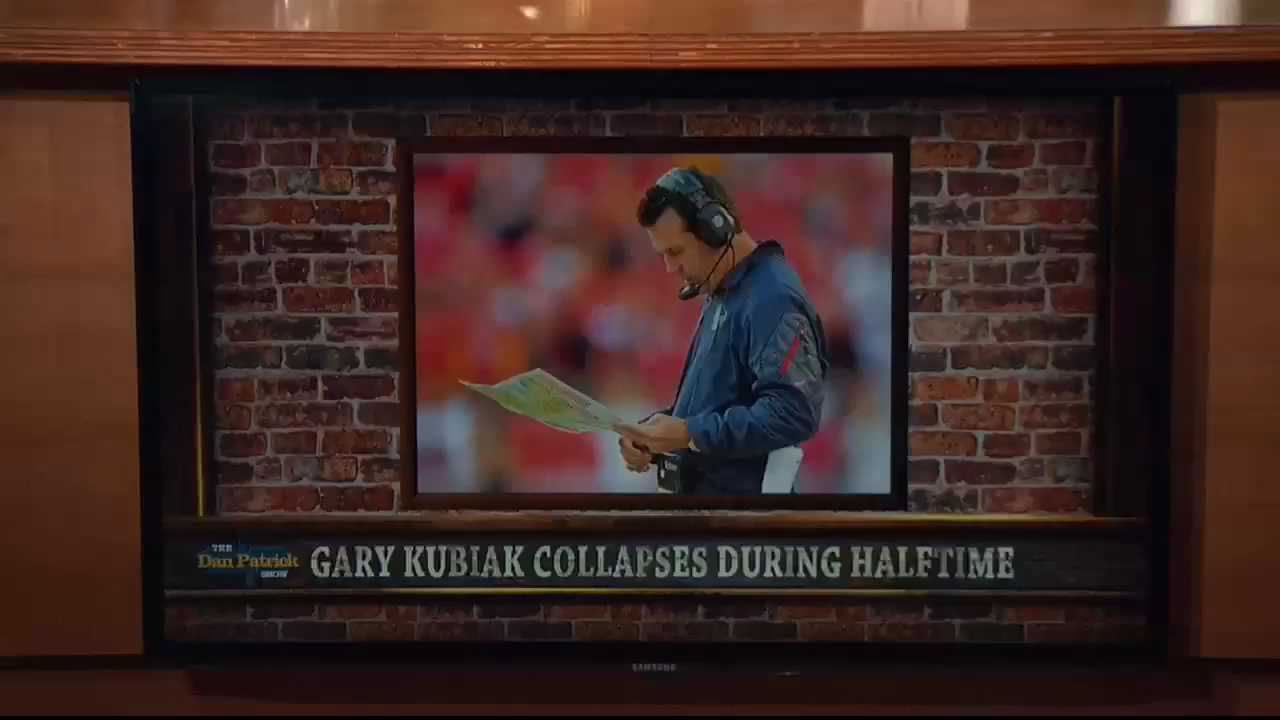 THE
Dan Patrick
SHOW
GARY KUBIAK COLLAPSES DURING HALFTIME
SAMSUNG